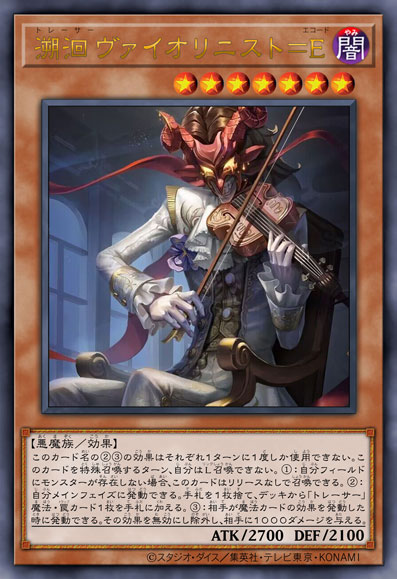 トレーサー エコード
溯洄 ヴァイオリニスト＝E
やみ
闇
【悪魔族／効果】
このカード名の②③の効果はそれぞれ1ターンに1度しか使用できない。こ
のカードを特殊召喚するターン、自分はL召喚できない。①：自分フィール
ドにモンスターが存在しない場合、このカードはリリースなしで召喚できる。②：
自分メインフェイズに発動できる。手札を1枚捨て、デッキから「トレーサー」
魔法・罠カード1枚を手札に加える。③：相手が魔法カードの効果を発動した
時に発動できる。その効果を無効にし除外し、相手に1000ダメージを与える。
ATK/2700 DEF/2100
©スタジオ・ダイス／集英社・テレビ東京・KONAMI